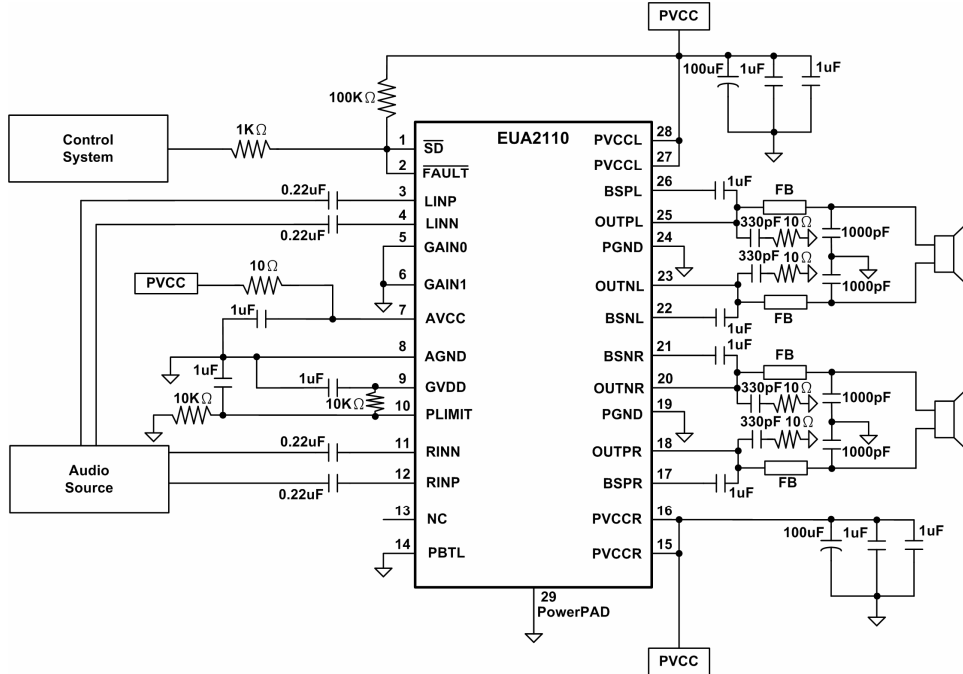 PVCC
100uF 1uF 1uF
100KΩ
Control
System
1KΩ
EUA2110
1 SD
2 FAULT
0.22uF
3 LINP
4 LINN
0.22uF
5 GAIN0
6 GAIN1
PVCC
10Ω
7 AVCC
1uF
8 AGND
1uF
1uF
9 GVDD
10KΩ
10KΩ
10 PLIMIT
0.22uF
11 RINN
12 RINP
0.22uF
Audio
Source
13 NC
14 PBTL
29
PowerPAD
PVCCL 28
PVCCL 27
BSPL 26
1uF
FB
OUTPL 25
330pF 10Ω
1000pF
PGND 24
330pF 10Ω
1000pF
OUTNL 23
FB
BSNL 22
1uF
BSNR 21
1uF
FB
OUTNR 20
330pF 10Ω
1000pF
PGND 19
330pF 10Ω
1000pF
OUTPR 18
FB
BSPR 17
1uF
PVCCR 16
PVCCR 15
100uF 1uF 1uF
PVCC